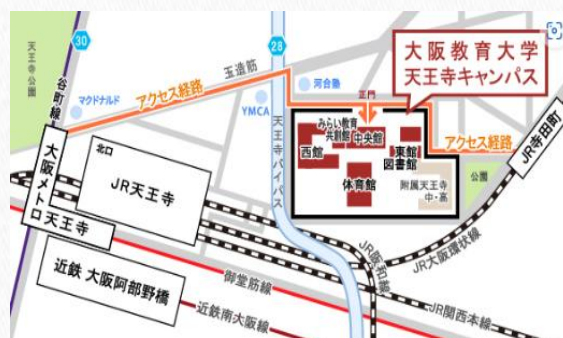 大阪教育大学
天王寺キャンパス
天王寺公園
30
谷町線
マクドナルド
アクセス経路
玉造筋
28
YMCA
河合塾
正門
天王寺バイパス
みらい教育
共創館
中央館
西館
東館
図書館
体育館
附属天王寺
中・高
アクセス経路
公園
JR寺田町
北口
JR天王寺
大阪メトロ天王寺
近鉄 大阪阿部野橋
御堂筋線
近鉄南大阪線
JR阪和線
JR大阪環状線
JR関西本線